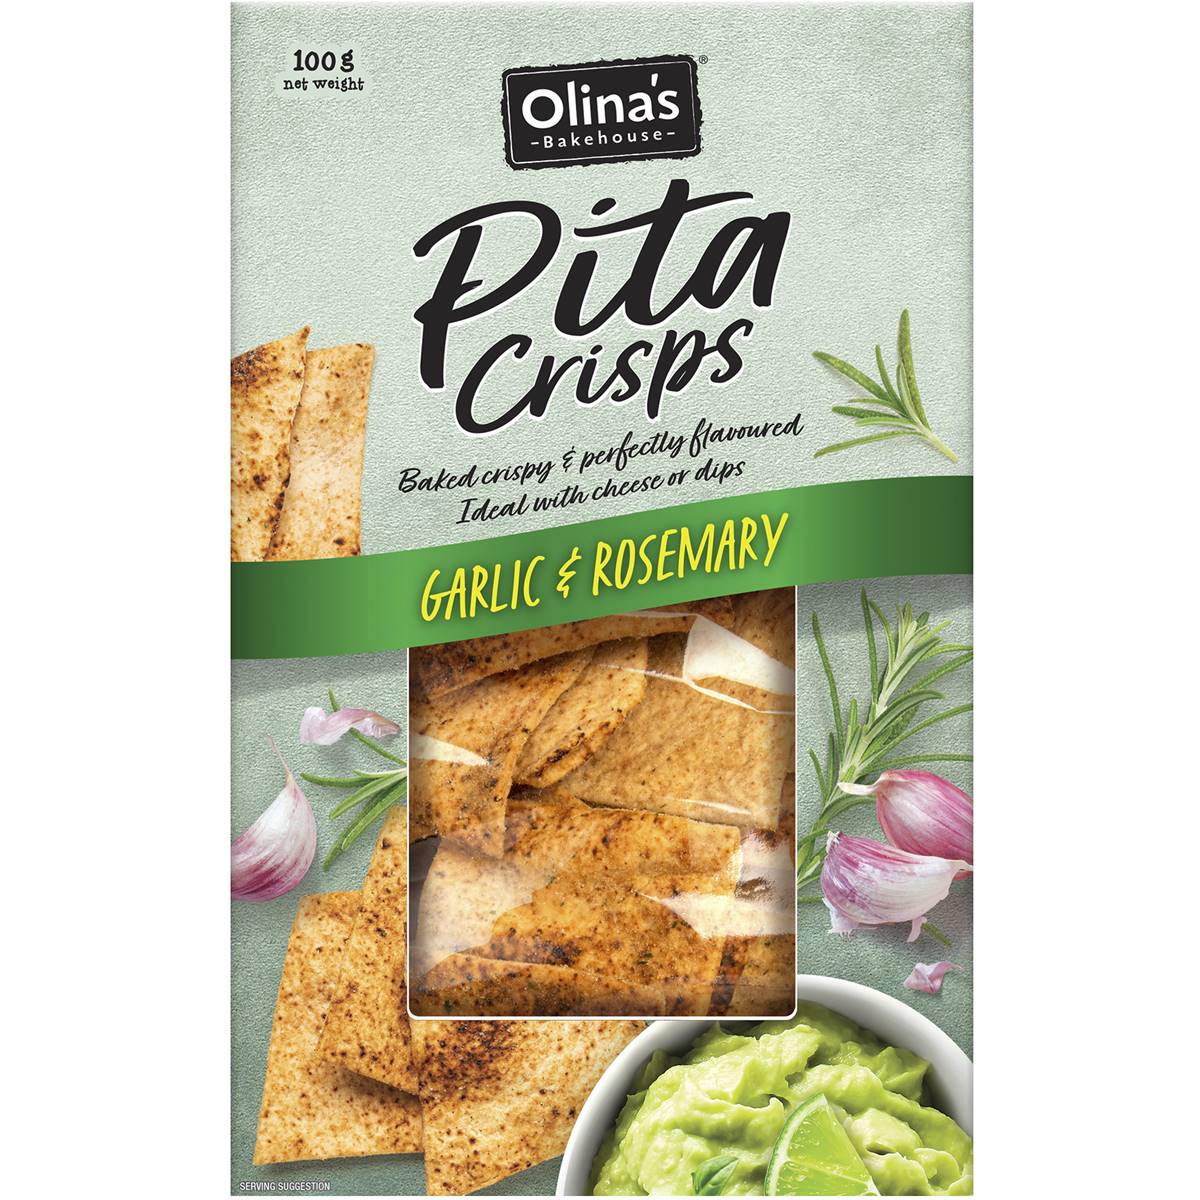 100g
net weight
Olina's
-Bakehouse-
®
Pita
Crisps
Baked crispy & perfectly flavoured
Ideal with cheese or dips
GARLIC & ROSEMARY
SERVING SUGGESTION